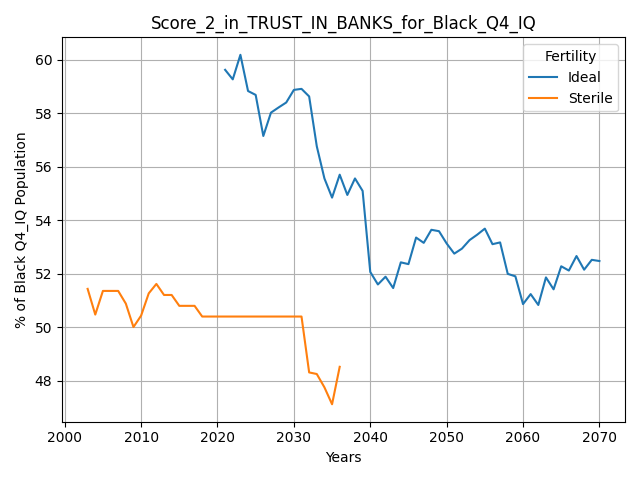 Score_2_in_TRUST_IN_BANKS_for_Black_Q4_IQ
Fertility
Ideal
Sterile
% of Black Q4_IQ Population
60
58
56
54
52
50
48
2000 2010 2020 2030 2040 2050 2060 2070
Years